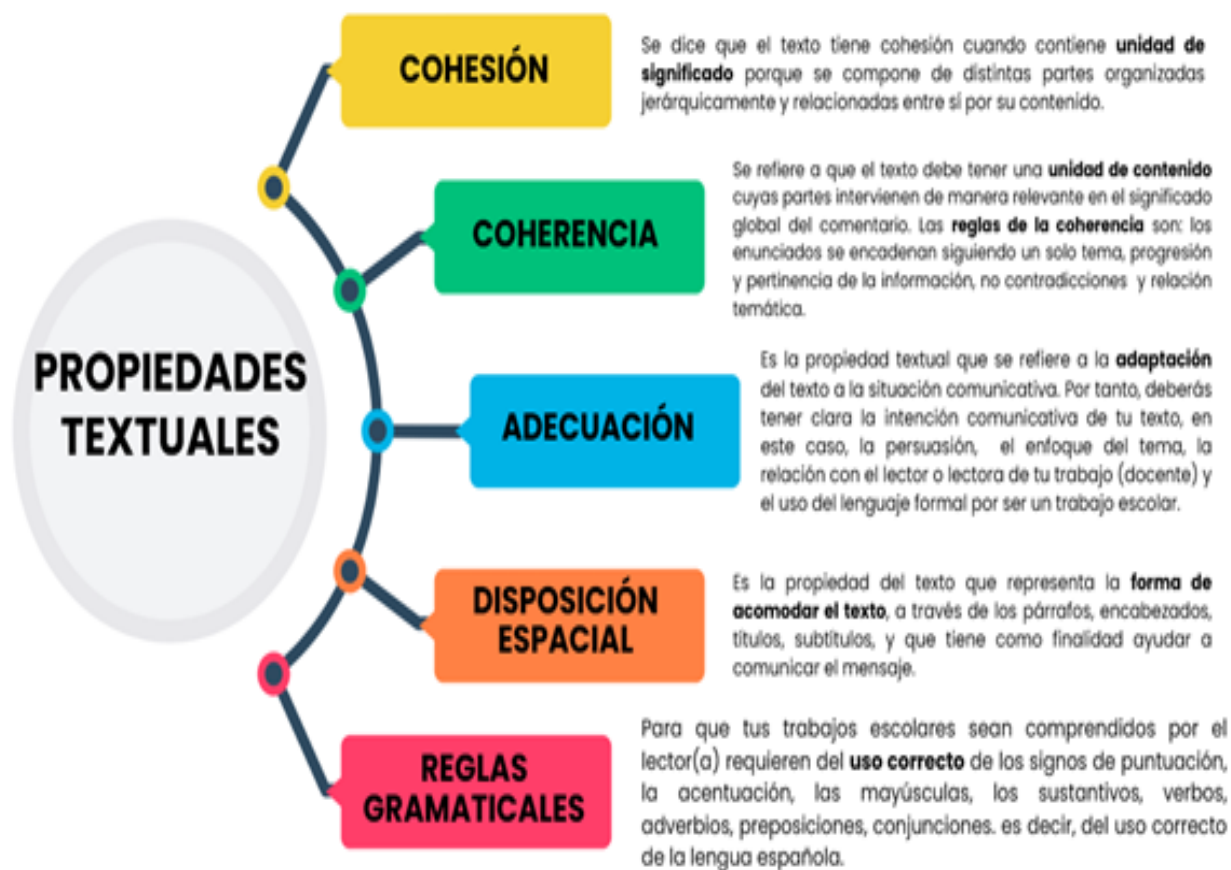 PROPIEDADES
TEXTUALES
COHESIÓN
Se dice que el texto tiene cohesión cuando contiene unidad de
significado porque se compone de distintas partes organizadas
jerárquicamente y relacionadas entre si por su contenido.
COHERENCIA
Se refiere a que el texto debe tener una unidad de contenido
cuyas partes intervienen de manera relevante en el significado
global del comentario. Las reglas de la coherencia son: los
enunciados se encadenan siguiendo un solo tema, progresión
y pertinencia de la información, no contradicciones y relación
temática.
ADECUACIÓN
Es la propiedad textual que se refiere a la adaptación
del texto a la situación comunicativa. Por tanto, deberás
tener clara la intención comunicativa de tu texto, en
este caso, la persuasión, el enfoque del tema, la
relación con el lector o lectora de tu trabajo (docente) y
el uso del lenguaje formal por ser un trabajo escolar.
DISPOSICIÓN
ESPACIAL
Es la propiedad del texto que representa la forma de
acomodar el texto, a través de los párrafos, encabezados,
títulos, subtítulos, y que tiene como finalidad ayudar a
comunicar el mensaje.
REGLAS
GRAMATICALES
Para que tus trabajos escolares sean comprendidos por el
lector(a) requieren del uso correcto de los signos de puntuación,
la acentuación, las mayúsculas, los sustantivos, verbos,
adverbios, preposiciones, conjunciones. es decir, del uso correcto
de la lengua española.